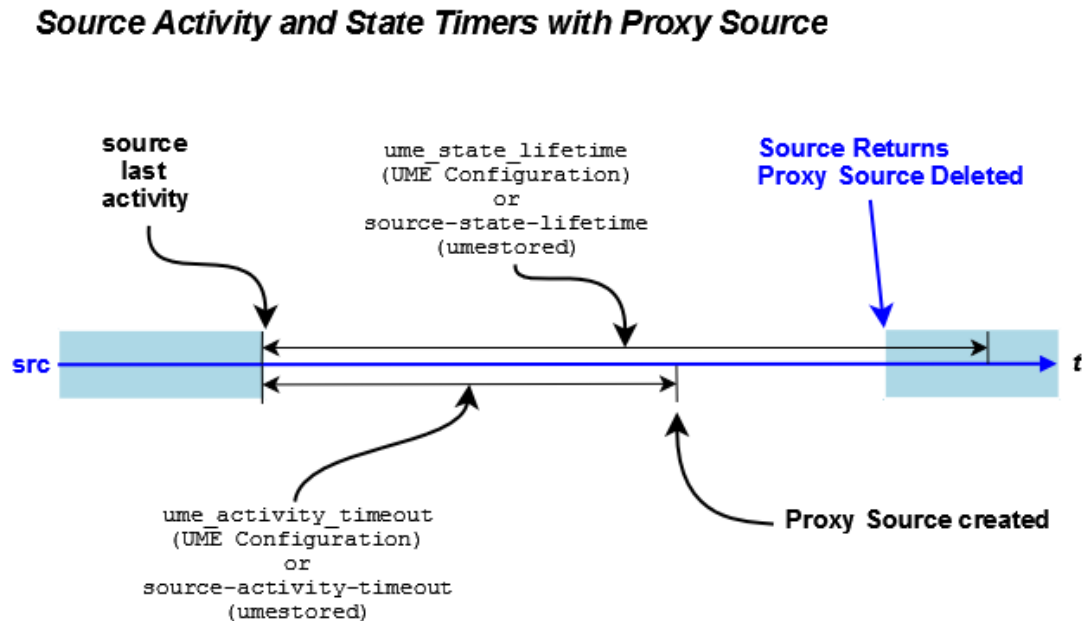 Source Activity and State Timers with Proxy Source
source
last
activity
ume_state_lifetime
(UME Configuration)
or
source-state-lifetime
(umestored)
Source Returns
Proxy Source Deleted
src
t
ume_activity_timeout
(UME Configuration)
or
source-activity-timeout
(umestored)
Proxy Source created